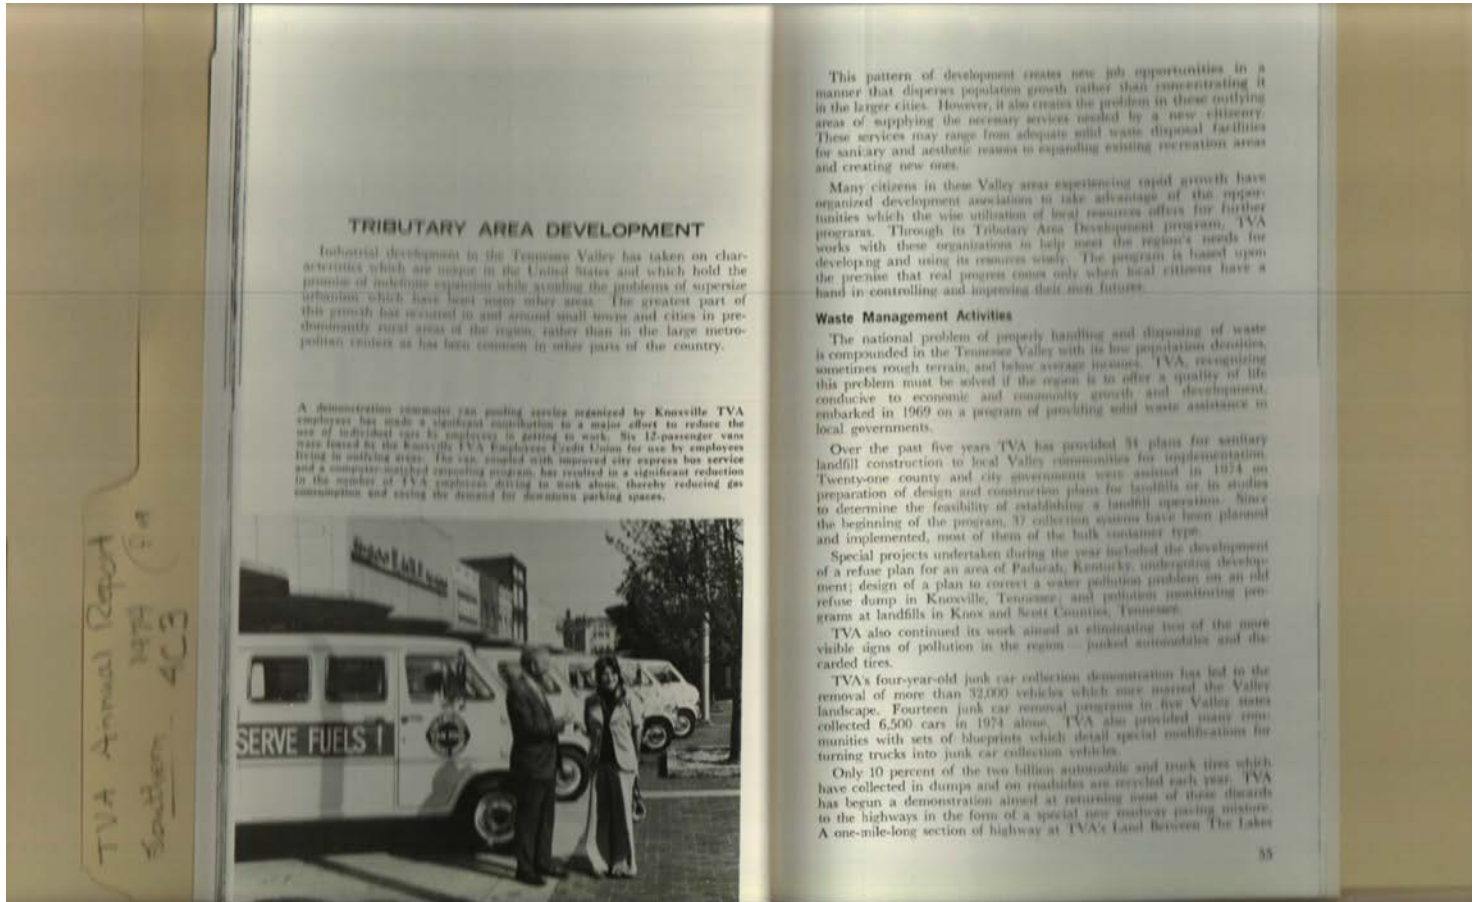 TVA Annual Report
1974
Southern 4C3
TRIBUTARY AREA DEVELOPMENT
Industrial development in the Tennessee Valley has taken on char-
acteristics which are unique in the United States and which hold the
promise of indefinite expansion while avoiding the problems of supersize
urbanism which have beset many other areas. The greatest part of
this growth has occurred in and around small towns and cities in pre-
dominantly rural areas of the region, rather than in the large metro-
politan centers as has been common in other parts of the country.
A demonstration commuter van pooling service organized by Knoxville TVA
employees has made a significant contribution to a major effort to reduce the
use of individual cars by employees in getting to work. Six 12-passenger vans
were leased by the Knoxville TVA Employees Credit Union for use by employees
living in outlying areas. The van, coupled with improved city express bus service
and a computer-matched carpooling program, has resulted in a significant reduction
in the number of TVA employees driving to work alone, thereby reducing gas
consumption and easing the demand for downtown parking spaces.
SERVE FUELS!
This pattern of development creates new job opportunities in a
manner that disperses population growth rather than concentrating it
in the larger cities. However, it also creates the problem in these outlying
areas of supplying the necessary services needed by a new citizenry.
These services may range from adequate solid waste disposal facilities
for sanitary and aesthetic reasons to expanding existing recreation areas
and creating new ones.
Many citizens in these Valley areas experiencing rapid growth have
organized development associations to take advantage of the oppor-
tunities which the wise utilization of local resources offers for further
programs. Through its Tributary Area Development program, TVA
works with these organizations to help meet the region's needs for
developing and using its resources wisely. The program is based upon
the premise that real progress comes only when local citizens have a
hand in controlling and improving their own futures.
Waste Management Activities
The national problem of properly handling and disposing of waste
is compounded in the Tennessee Valley with its low population densities,
sometimes rough terrain, and below average incomes. TVA, recognizing
this problem must be solved if the region is to offer a quality of life
conducive to economic and community growth and development,
embarked in 1969 on a program of providing solid waste assistance to
local governments.
Over the past five years TVA has provided 54 plans for sanitary
landfill construction to local Valley communities for implementation.
Twenty-one county and city governments were assisted in 1974 on
preparation of design and construction plans for landfills or in studies
to determine the feasibility of establishing a landfill operation. Since
the beginning of the program, 37 collection systems have been planned
and implemented, most of them of the bulk container type.
Special projects undertaken during the year included the development
of a refuse plan for an area of Paducah, Kentucky, undergoing develop-
ment; design of a plan to correct a water pollution problem on an old
refuse dump in Knoxville, Tennessee; and pollution monitoring pro-
grams at landfills in Knox and Scott Counties, Tennessee.
TVA also continued its work aimed at eliminating two of the more
visible signs of pollution in the region—junked automobiles and dis-
carded tires.
TVA's four-year-old junk car collection demonstration has led to the
removal of more than 32,000 vehicles which once marred the Valley
landscape. Fourteen junk car removal programs in five Valley states
collected 6,500 cars in 1974 alone. TVA also provided many com-
munities with sets of blueprints which detail special modifications for
turning trucks into junk car collection vehicles.
Only 10 percent of the two billion automobile and truck tires which
have collected in dumps and on roadsides are recycled each year. TVA
has begun a demonstration aimed at returning most of these discards
to the highways in the form of a special new roadway paving mixture.
A one-mile-long section of highway at TVA's Land Between The Lakes
55